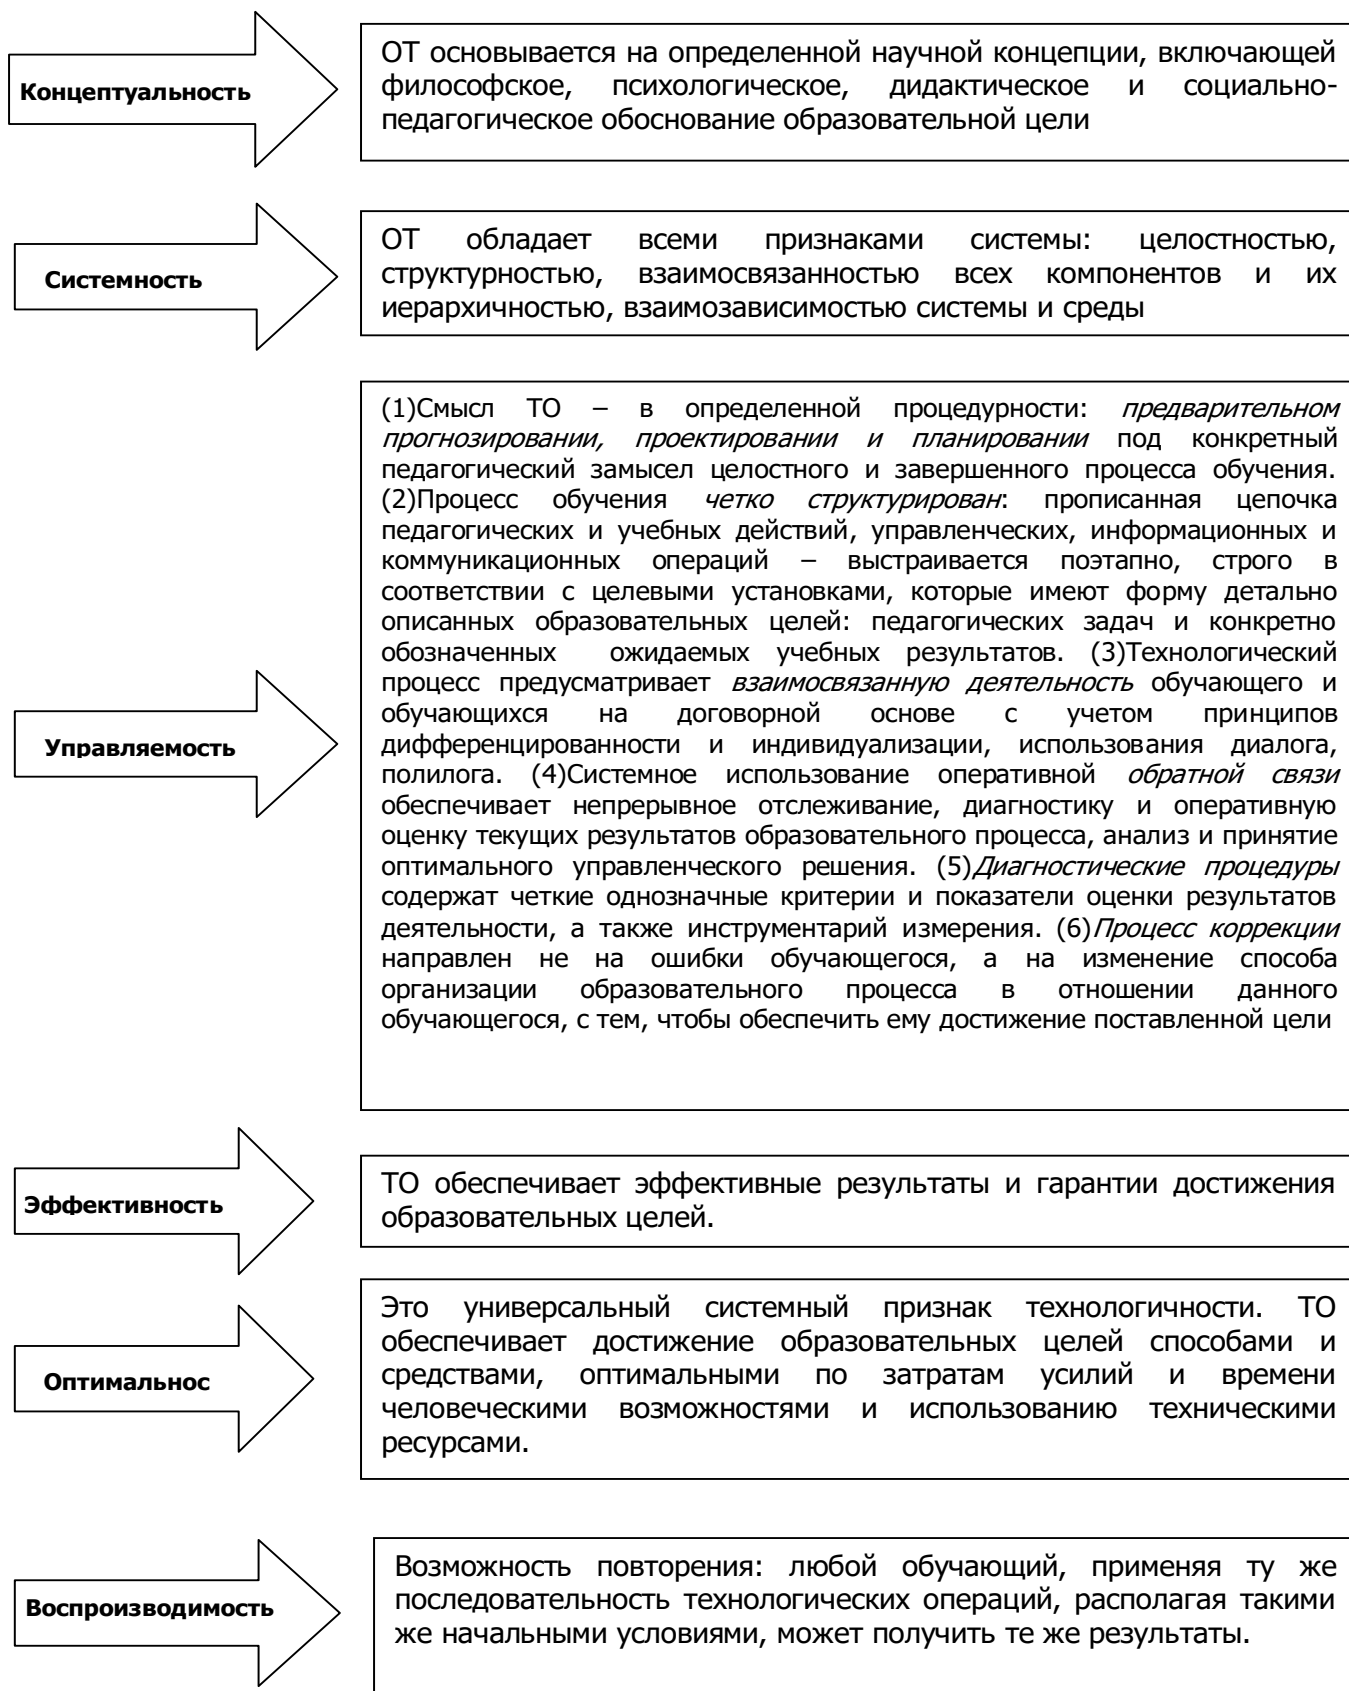 Концептуальность
ОТ основывается на определенной научной концепции, включающей
философское, психологическое, дидактическое и социально-
педагогическое обоснование образовательной цели
Системность
ОТ обладает всеми признаками системы: целостностью,
структурностью, взаимосвязанностью всех компонентов и их
иерархичностью, взаимозависимостью системы и среды
Управляемость
(1)Смысл ТО – в определенной процедурности: предварительном
прогнозировании, проектировании и планировании под конкретный
педагогический замысел целостного и завершенного процесса обучения.
(2)Процесс обучения четко структурирован: прописанная цепочка
педагогических и учебных действий, управленческих, информационных и
коммуникационных операций – выстраивается поэтапно, строго в
соответствии с целевыми установками, которые имеют форму детально
описанных образовательных целей: педагогических задач и конкретно
обозначенных ожидаемых учебных результатов. (3)Технологический
процесс предусматривает взаимосвязанную деятельность обучающего и
обучающихся на договорной основе с учетом принципов
дифференцированности и индивидуализации, использования диалога,
полилога. (4)Системное использование оперативной обратной связи
обеспечивает непрерывное отслеживание, диагностику и оперативную
оценку текущих результатов образовательного процесса, анализ и принятие
оптимального управленческого решения. (5)Диагностические процедуры
содержат четкие однозначные критерии и показатели оценки результатов
деятельности, а также инструментарий измерения. (6)Процесс коррекции
направлен не на ошибки обучающегося, а на изменение способа
организации образовательного процесса в отношении данного
обучающегося, с тем, чтобы обеспечить ему достижение поставленной цели
Эффективность
ТО обеспечивает эффективные результаты и гарантии достижения
образовательных целей.
Оптимальнос
Это универсальный системный признак технологичности. ТО
обеспечивает достижение образовательных целей способами и
средствами, оптимальными по затратам усилий и времени
человеческими возможностями и использованию техническими
ресурсами.
Воспроизводимость
Возможность повторения: любой обучающий, применяя ту же
последовательность технологических операций, располагая такими
же начальными условиями, может получить те же результаты.